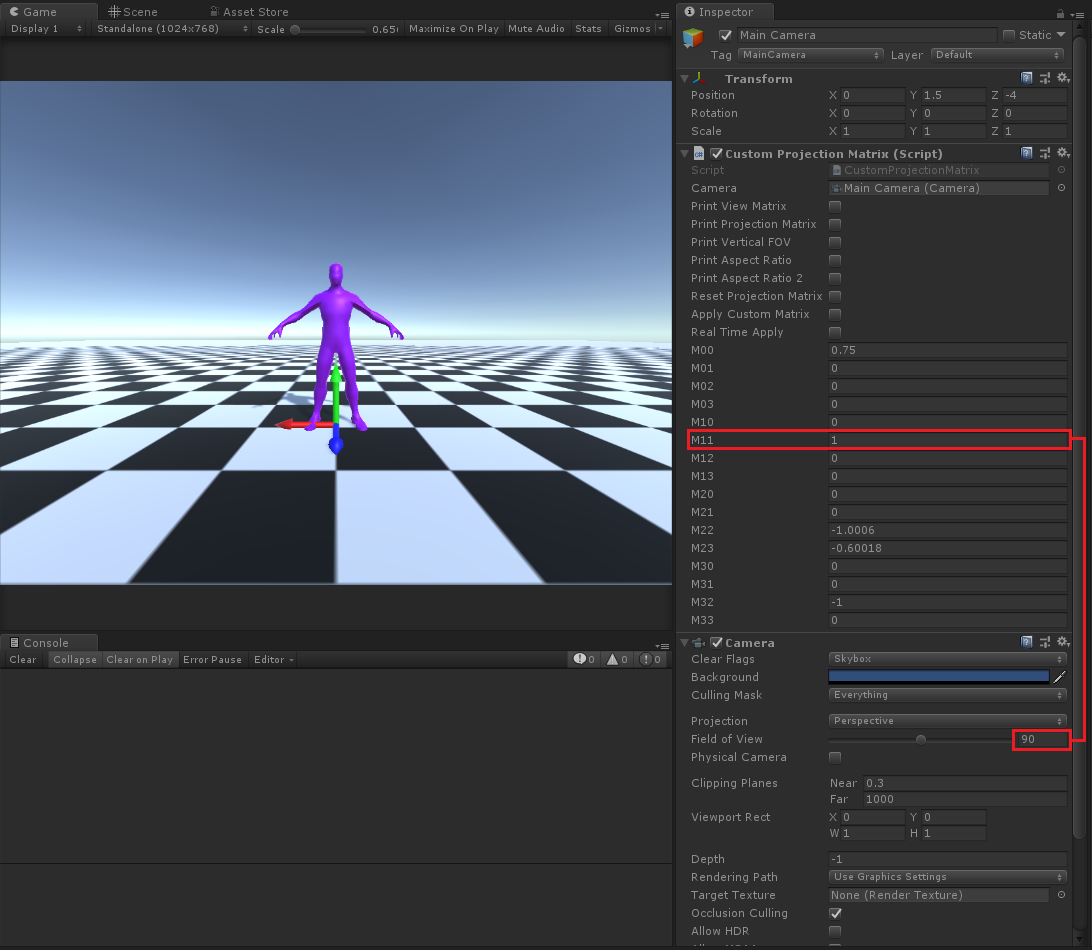 Game
Scene
Asset Store
Display 1
Standalone (1024x768)
Scale
Maximize On Play
Mute Audio
Stats
Gizmos
Console
Clear
Collapse
Clear on Play
Error Pause
Editor
0
0
0
Inspector
Main Camera
Static
Tag MainCamera Layer Default
Transform
Position X 0 Y 1.5 Z -4
Rotation X 0 Y 0 Z 0
Scale X 1 Y 1 Z 1
Custom Projection Matrix (Script)
Script CustomProjectionMatrix
Camera Main Camera (Camera)
Print View Matrix
Print Projection Matrix
Print Vertical FOV
Print Aspect Ratio
Print Aspect Ratio 2
Reset Projection Matrix
Apply Custom Matrix
Real Time Apply
M00 0.75
M01 0
M02 0
M03 0
M10 0
M11 1
M12 0
M13 0
M20 0
M21 0
M22 -1.0006
M23 -0.60018
M30 0
M31 0
M32 -1
M33 0
Camera
Clear Flags Skybox
Background
Culling Mask Everything
Projection Perspective
Field of View 90
Physical Camera
Clipping Planes Near 0.3
Far 1000
Viewport Rect X 0 Y 0
W 1 H 1
Depth -1
Rendering Path Use Graphics Settings
Target Texture None (Render Texture)
Occlusion Culling
Allow HDR